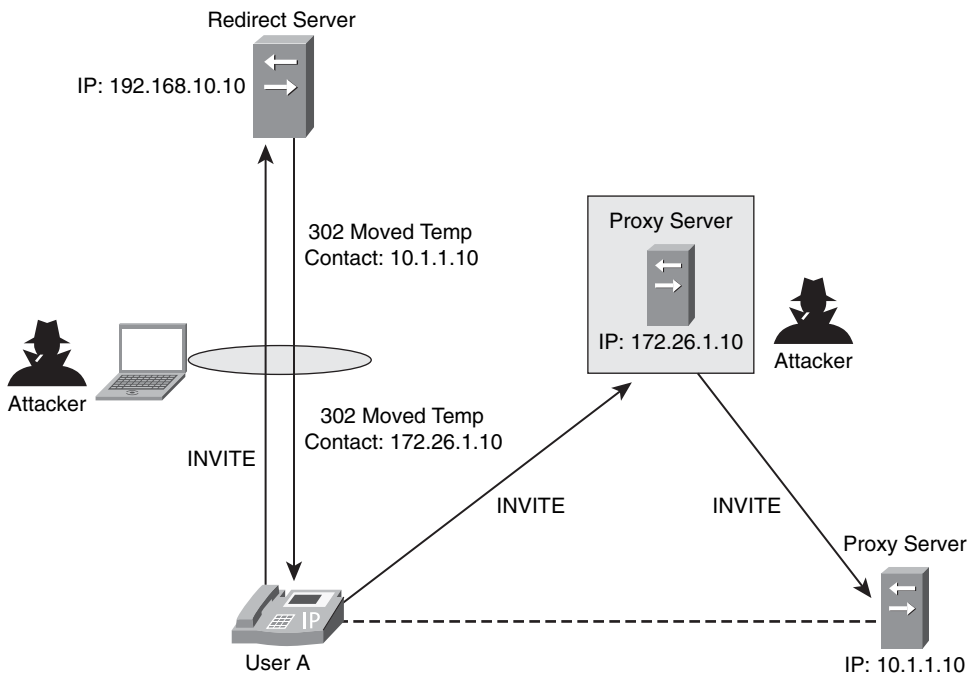 Redirect Server
IP: 192.168.10.10
302 Moved Temp
Contact: 10.1.1.10
Proxy Server
IP: 172.26.1.10
Attacker
Attacker
302 Moved Temp
Contact: 172.26.1.10
INVITE
INVITE
INVITE
Proxy Server
IP
User A
IP: 10.1.1.10